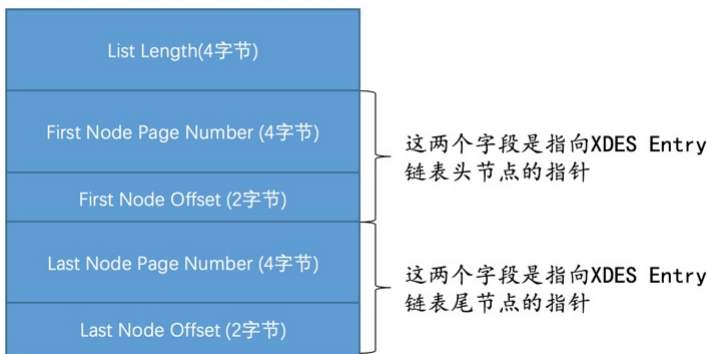 List Length(4字节)
First Node Page Number (4字节)
First Node Offset (2字节)
这两个字段是指向XDES Entry
链表头节点的指针
Last Node Page Number (4字节)
Last Node Offset (2字节)
这两个字段是指向XDES Entry
链表尾节点的指针